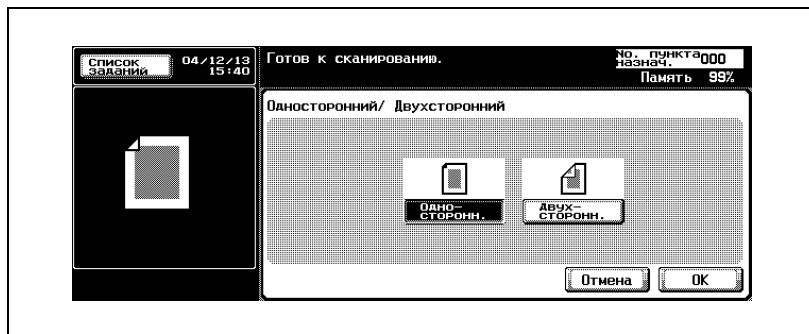 Список
заданий
04/12/13
15:40
Готов к сканированию.
No. пункта
назнач.
000
Память 99%
Односторонний/ Двухсторонний
Одно-
сторонн.
Двух-
сторонн.
Отмена
OK